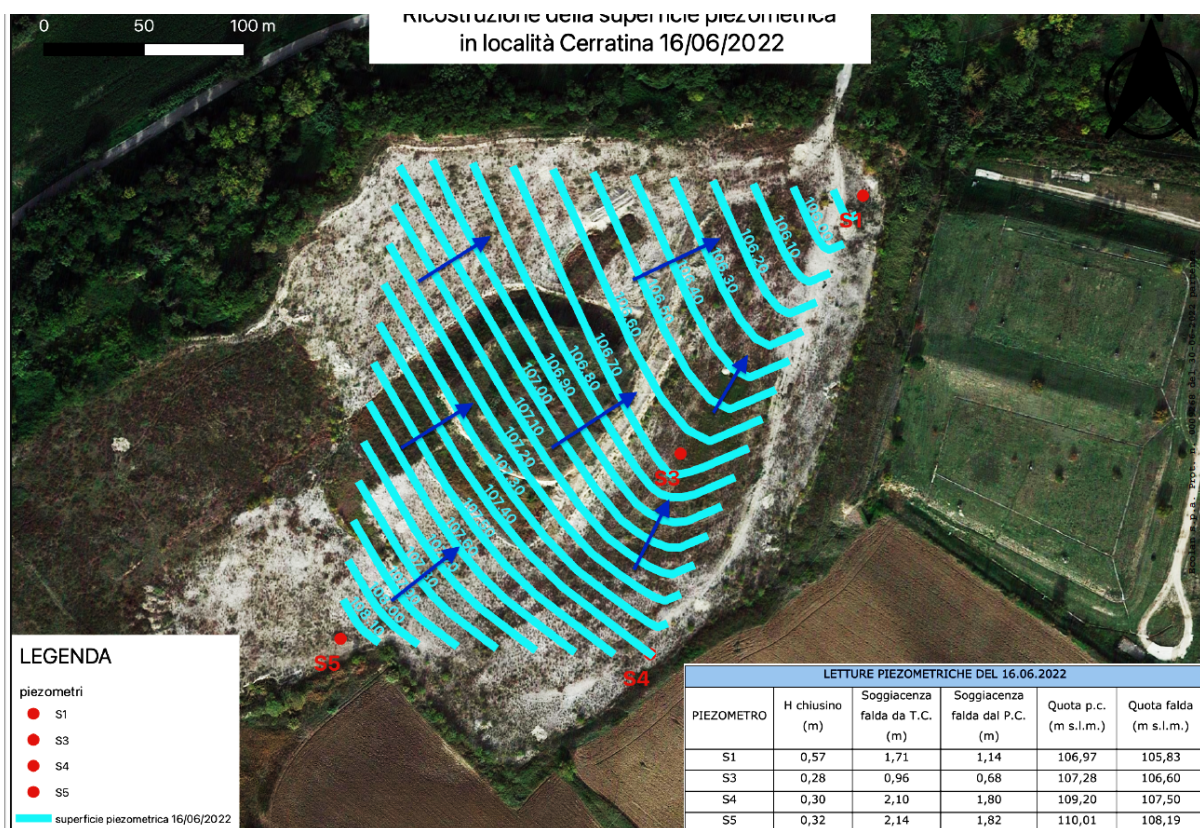 0 50 100 m
Ricostruzione della superficie piezometrica
in località Cerratina 16/06/2022
N
S1
106,10
106,20
106,30
106,60
106,70
106,80
106,90
107,00
107,10
107,20
107,40
S3
S5
S4
LEGENDA
piezometri
S1
S3
S4
S5
superficie piezometrica 16/06/2022
LETTURE PIEZOMETRICHE DEL 16.06.2022
PIEZOMETRO H chiusino (m) Soggiacenza falda da T.C. (m) Soggiacenza falda dal P.C. (m) Quota p.c. (m s.l.m.) Quota falda (m s.l.m.)
S1 0,57 1,71 1,14 106,97 105,83
S3 0,28 0,96 0,68 107,28 106,60
S4 0,30 2,10 1,80 109,20 107,50
S5 0,32 2,14 1,82 110,01 108,19